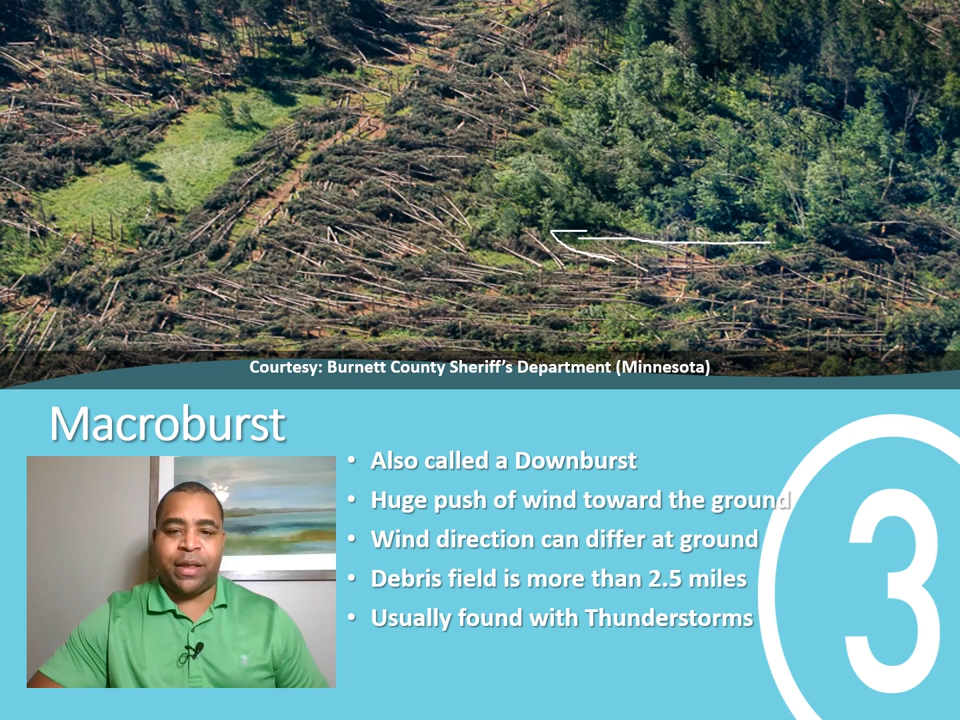 Courtesy: Burnett County Sheriff's Department (Minnesota)
Macroburst
• Also called a Downburst
• Huge push of wind toward the ground
• Wind direction can differ at ground
• Debris field is more than 2.5 miles
• Usually found with Thunderstorms
3